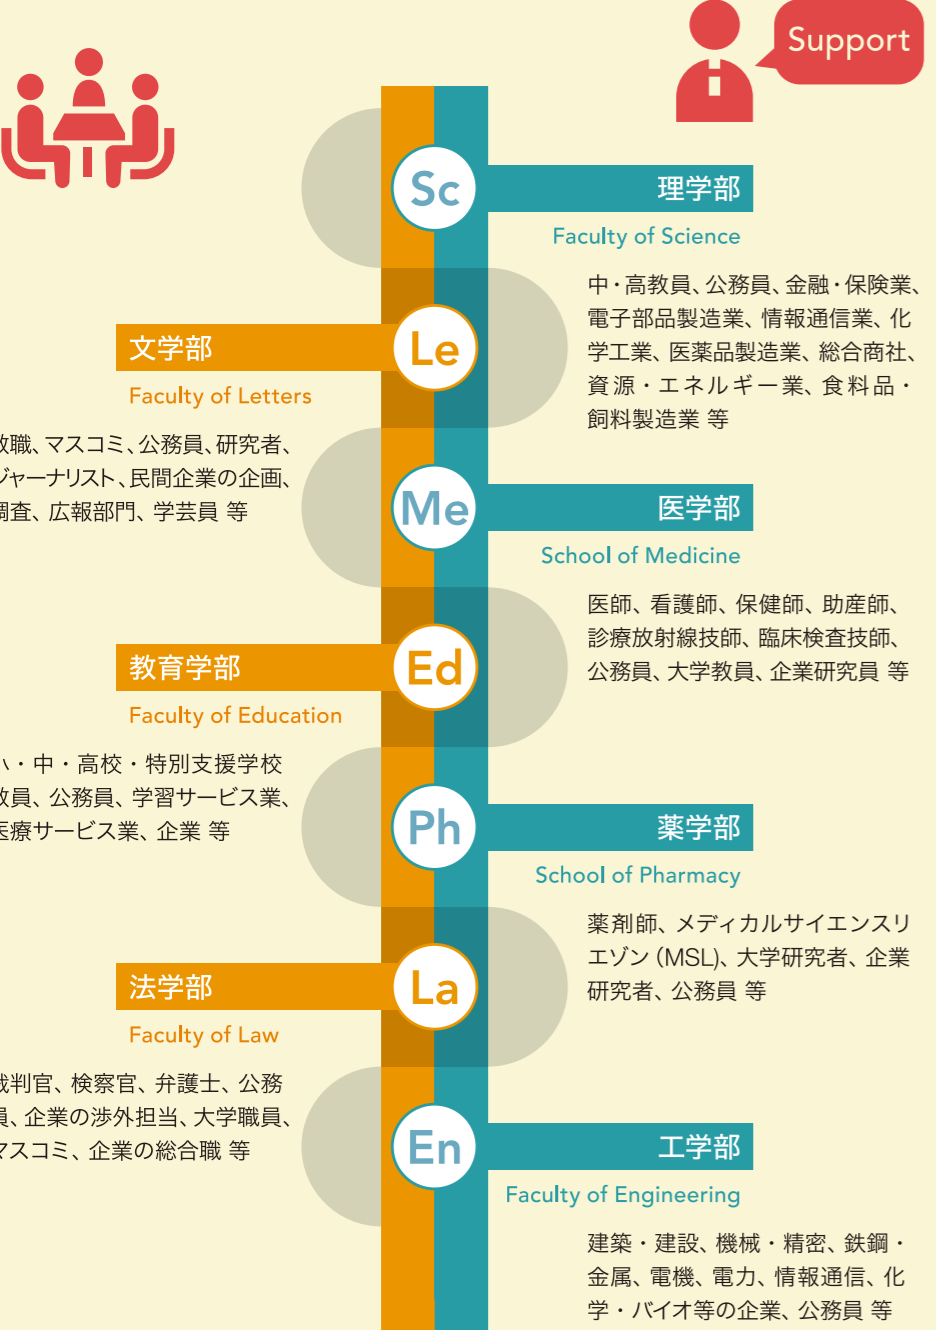 Support
Sc
理学部
Faculty of Science
中・高教員、公務員、金融・保険業、
電子部品製造業、情報通信業、化
学工業、医薬品製造業、総合商社、
資源・エネルギー業、食料品・
飼料製造業 等
Le
文学部
Faculty of Letters
教職、マスコミ、公務員、研究者、
ジャーナリスト、民間企業の企画、
調査、広報部門、学芸員 等
Me
医学部
School of Medicine
医師、看護師、保健師、助産師、
診療放射線技師、臨床検査技師、
公務員、大学教員、企業研究員 等
Ed
教育学部
Faculty of Education
小・中・高校・特別支援学校
教員、公務員、学習サービス業、
医療サービス業、企業 等
Ph
薬学部
School of Pharmacy
薬剤師、メディカルサイエンスリ
エゾン（MSL)、大学研究者、企業
研究者、公務員 等
La
法学部
Faculty of Law
裁判官、検察官、弁護士、公務
員、企業の渉外担当、大学職員、
マスコミ、企業の総合職 等
En
工学部
Faculty of Engineering
建築・建設、機械・精密、鉄鋼・
金属、電機、電力、情報通信、化
学・バイオ等の企業、公務員 等